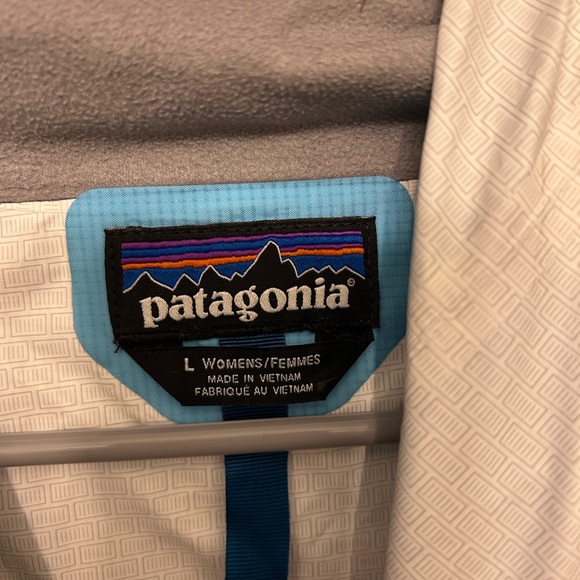 patagonia®
L WOMENS/FEMMES
MADE IN VIETNAM
FABRIQUÉ AU VIETNAM